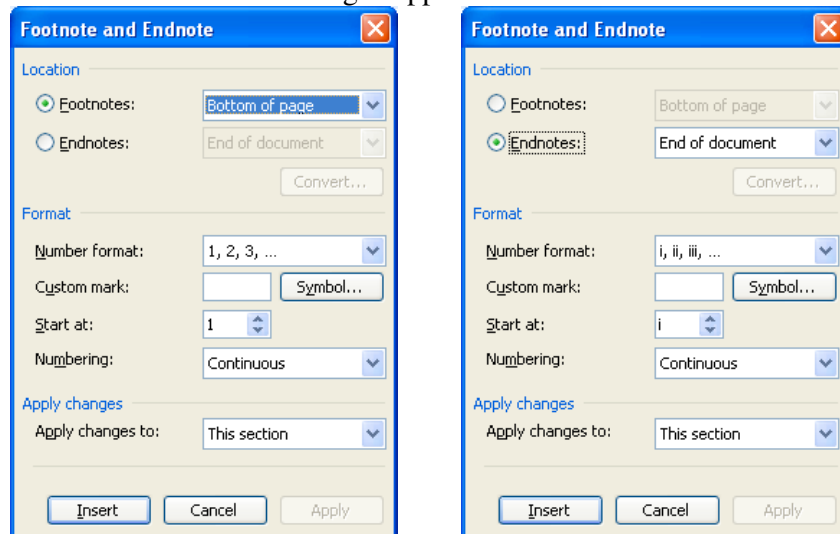 Footnote and Endnote
Location
Footnotes: Bottom of page
Endnotes: End of document
Convert...
Format
Number format: 1, 2, 3, ...
Custom mark: Symbol...
Start at: 1
Numbering: Continuous
Apply changes
Apply changes to: This section
Insert Cancel Apply
Footnote and Endnote
Location
Footnotes: Bottom of page
Endnotes: End of document
Convert...
Format
Number format: i, ii, iii, ...
Custom mark: Symbol...
Start at: i
Numbering: Continuous
Apply changes
Apply changes to: This section
Insert Cancel Apply